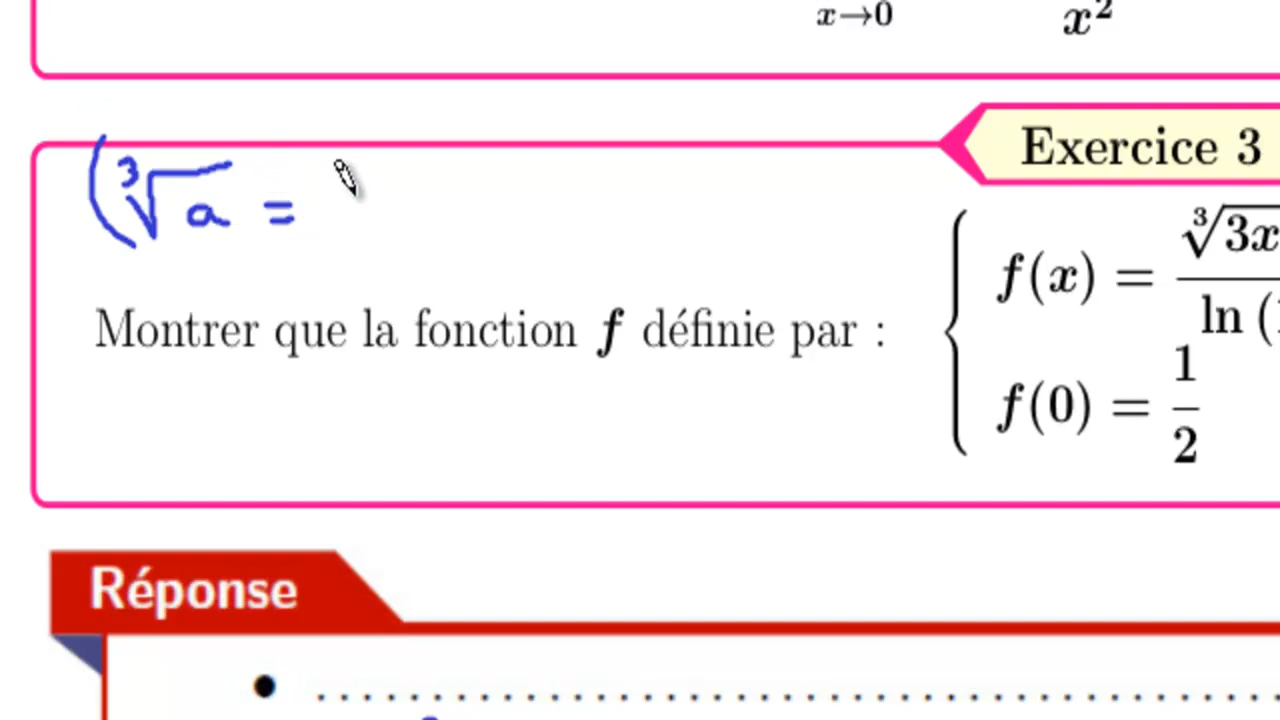 x→0
x²
Exercice 3
(∛a =
f(x) = ∛3x
ln (
Montrer que la fonction f définie par :
f(0) = 1/2
Réponse